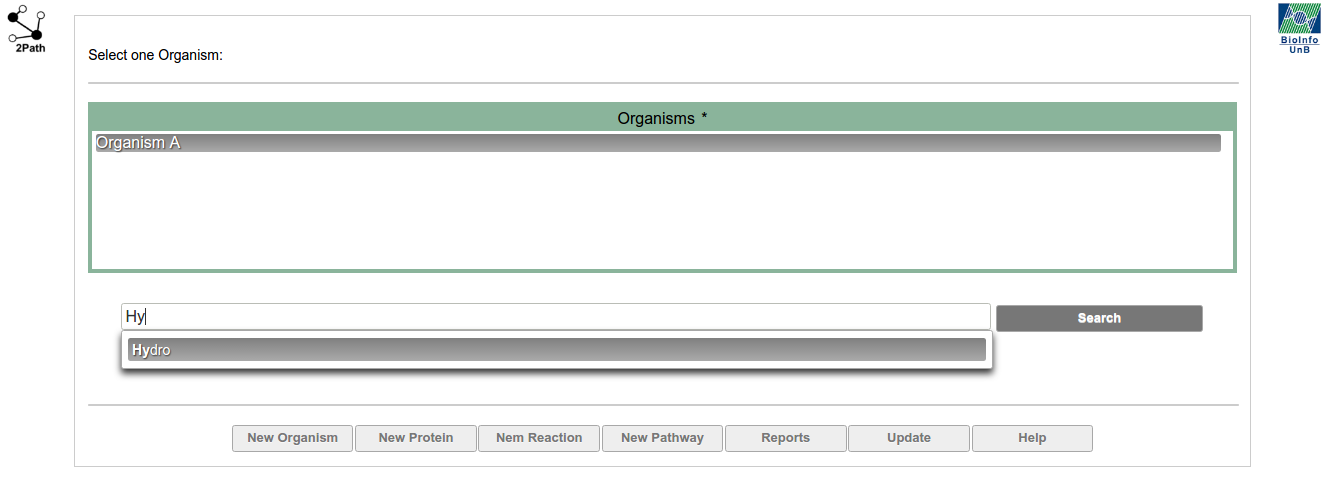 2Path
BioInfo
UnB
Select one Organism:
Organisms *
Organism A
Hy
Search
Hydro
New Organism
New Protein
Nem Reaction
New Pathway
Reports
Update
Help